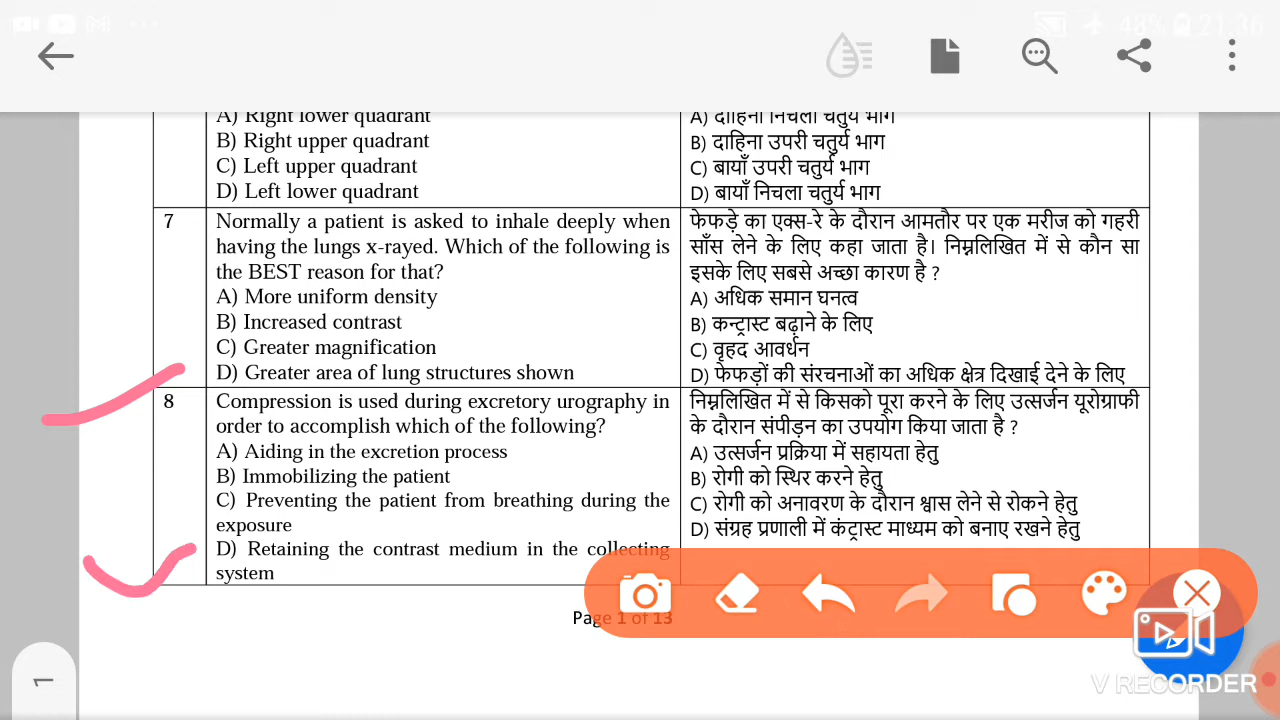 48% 21:36
A) Right lower quadrant
B) Right upper quadrant
C) Left upper quadrant
D) Left lower quadrant
A) दाहिना निचला चतुर्य भाग
B) दाहिना उपरी चतुर्य भाग
C) बायाँ उपरी चतुर्य भाग
D) बायाँ निचला चतुर्य भाग
7
Normally a patient is asked to inhale deeply when
having the lungs x-rayed. Which of the following is
the BEST reason for that?
A) More uniform density
B) Increased contrast
C) Greater magnification
D) Greater area of lung structures shown
फेफड़े का एक्स-रे के दौरान आमतौर पर एक मरीज को गहरी
साँस लेने के लिए कहा जाता है। निम्नलिखित में से कौन सा
इसके लिए सबसे अच्छा कारण है ?
A) अधिक समान घनत्व
B) कन्ट्रास्ट बढ़ाने के लिए
C) वृहद आवर्धन
D) फेफड़ों की संरचनाओं का अधिक क्षेत्र दिखाई देने के लिए
8
Compression is used during excretory urography in
order to accomplish which of the following?
A) Aiding in the excretion process
B) Immobilizing the patient
C) Preventing the patient from breathing during the
exposure
D) Retaining the contrast medium in the collecting
system
निम्नलिखित में से किसको पूरा करने के लिए उत्सर्जन यूरोग्राफी
के दौरान संपीड़न का उपयोग किया जाता है ?
A) उत्सर्जन प्रक्रिया में सहायता हेतु
B) रोगी को स्थिर करने हेतु
C) रोगी को अनावरण के दौरान श्वास लेने से रोकने हेतु
D) संग्रह प्रणाली में कंट्रास्ट माध्यम को बनाए रखने हेतु
Page 1 of 13
1
V RECORDER